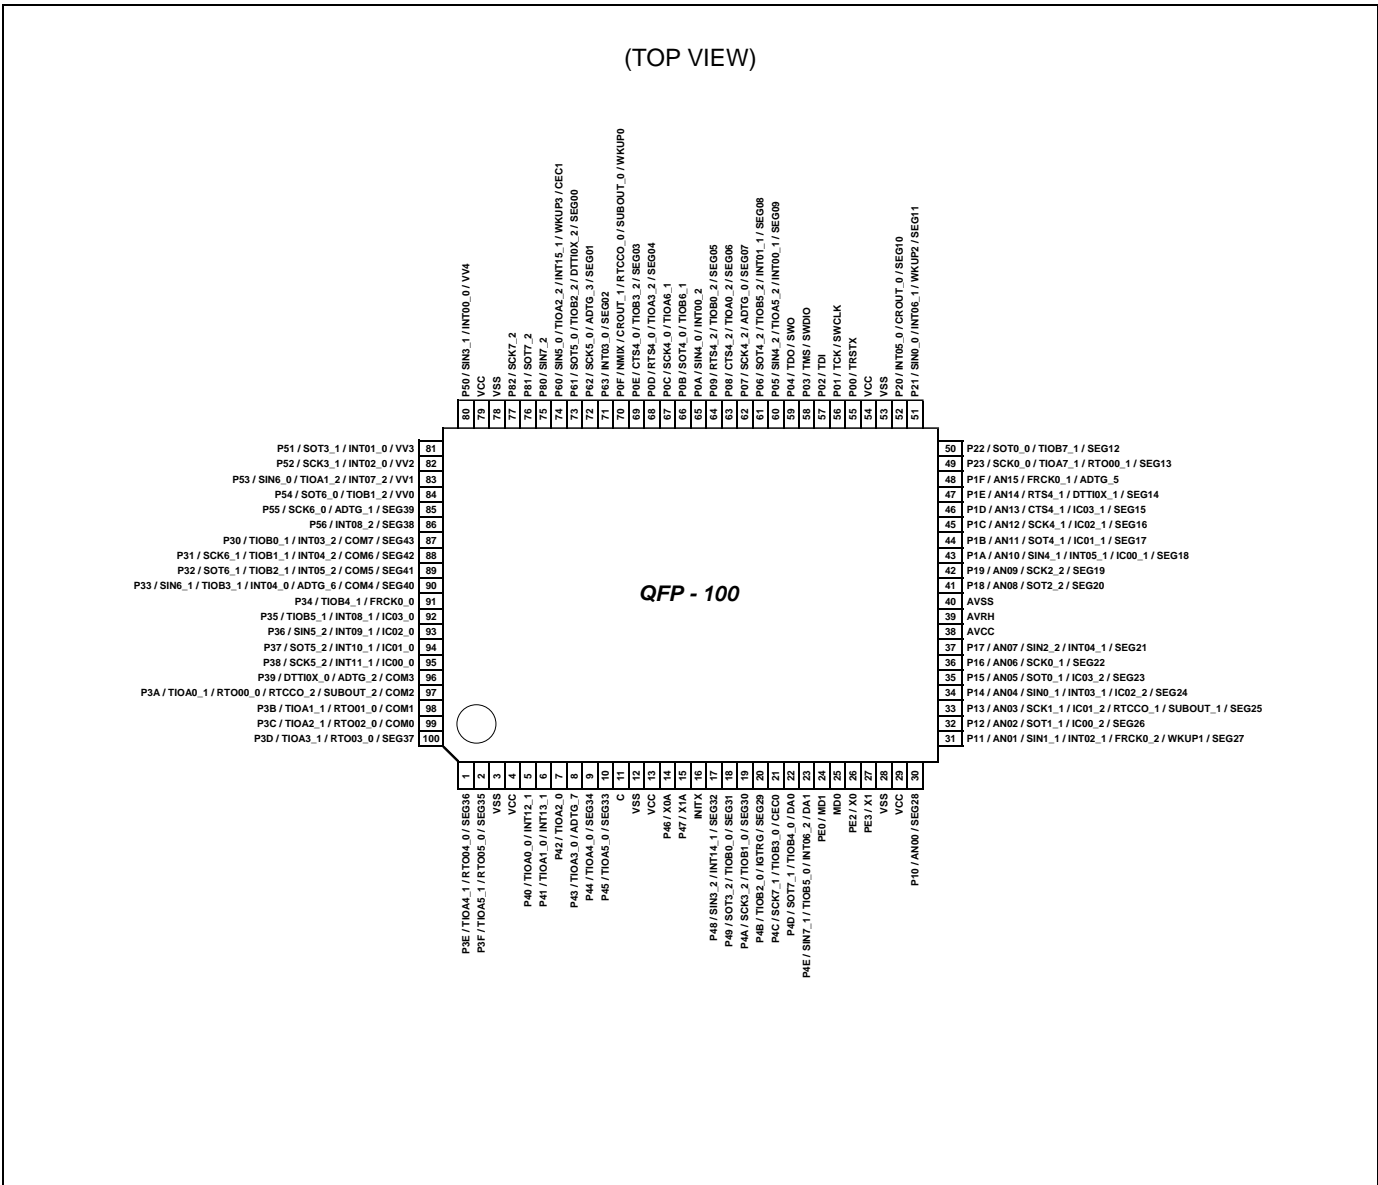 (TOP VIEW)
P50 / SIN3_1 / INT00_0 / VV4
VCC
VSS
P82 / SCK7_2
P81 / SOT7_2
P80 / SIN7_2
P60 / SIN5_0 / TIOA2_2 / INT15_1 / WKUP3 / CEC1
P61 / SOT5_0 / TIOB2_2 / DTTI0X_2 / SEG00
P62 / SCK5_0 / ADTG_3 / SEG01
P63 / INT03_0 / SEG02
P0F / NMIX / CROUT_1 / RTCCO_0 / SUBOUT_0 / WKUP0
P0E / CTS4_0 / TIOB3_2 / SEG03
P0D / RTS4_0 / TIOA3_2 / SEG04
P0C / SCK4_0 / TIOA6_1
P0B / SOT4_0 / TIOB6_1
P0A / SIN4_0 / INT00_2
P09 / RTS4_2 / TIOB0_2 / SEG05
P08 / CTS4_2 / TIOA0_2 / SEG06
P07 / SCK4_2 / ADTG_0 / SEG07
P06 / SOT4_2 / TIOB5_2 / INT01_1 / SEG08
P05 / SIN4_2 / TIOA5_2 / INT00_1 / SEG09
P04 / TDO / SWO
P03 / TMS / SWDIO
P02 / TDI
P01 / TCK / SWCLK
P00 / TRSTX
VCC
VSS
P20 / INT05_0 / CROUT_0 / SEG10
P21 / SIN0_0 / INT06_1 / WKUP2 / SEG11
80 79 78 77 76 75 74 73 72 71 70 69 68 67 66 65 64 63 62 61 60 59 58 57 56 55 54 53 52 51
P51 / SOT3_1 / INT01_0 / VV3 81
P52 / SCK3_1 / INT02_0 / VV2 82
P53 / SIN6_0 / TIOA1_2 / INT07_2 / VV1 83
P54 / SOT6_0 / TIOB1_2 / VV0 84
P55 / SCK6_0 / ADTG_1 / SEG39 85
P56 / INT08_2 / SEG38 86
P30 / TIOB0_1 / INT03_2 / COM7 / SEG43 87
P31 / SCK6_1 / TIOB1_1 / INT04_2 / COM6 / SEG42 88
P32 / SOT6_1 / TIOB2_1 / INT05_2 / COM5 / SEG41 89
P33 / SIN6_1 / TIOB3_1 / INT04_0 / ADTG_6 / COM4 / SEG40 90
P34 / TIOB4_1 / FRCK0_0 91
P35 / TIOB5_1 / INT08_1 / IC03_0 92
P36 / SIN5_2 / INT09_1 / IC02_0 93
P37 / SOT5_2 / INT10_1 / IC01_0 94
P38 / SCK5_2 / INT11_1 / IC00_0 95
P39 / DTTI0X_0 / ADTG_2 / COM3 96
P3A / TIOA0_1 / RTO00_0 / RTCCO_2 / SUBOUT_2 / COM2 97
P3B / TIOA1_1 / RTO01_0 / COM1 98
P3C / TIOA2_1 / RTO02_0 / COM0 99
P3D / TIOA3_1 / RTO03_0 / SEG37 100
QFP - 100
50 P22 / SOT0_0 / TIOB7_1 / SEG12
49 P23 / SCK0_0 / TIOA7_1 / RTO00_1 / SEG13
48 P1F / AN15 / FRCK0_1 / ADTG_5
47 P1E / AN14 / RTS4_1 / DTTI0X_1 / SEG14
46 P1D / AN13 / CTS4_1 / IC03_1 / SEG15
45 P1C / AN12 / SCK4_1 / IC02_1 / SEG16
44 P1B / AN11 / SOT4_1 / IC01_1 / SEG17
43 P1A / AN10 / SIN4_1 / INT05_1 / IC00_1 / SEG18
42 P19 / AN09 / SCK2_2 / SEG19
41 P18 / AN08 / SOT2_2 / SEG20
40 AVSS
39 AVRH
38 AVCC
37 P17 / AN07 / SIN2_2 / INT04_1 / SEG21
36 P16 / AN06 / SCK0_1 / SEG22
35 P15 / AN05 / SOT0_1 / IC03_2 / SEG23
34 P14 / AN04 / SIN0_1 / INT03_1 / IC02_2 / SEG24
33 P13 / AN03 / SCK1_1 / IC01_2 / RTCCO_1 / SUBOUT_1 / SEG25
32 P12 / AN02 / SOT1_1 / IC00_2 / SEG26
31 P11 / AN01 / SIN1_1 / INT02_1 / FRCK0_2 / WKUP1 / SEG27
1 2 3 4 5 6 7 8 9 10 11 12 13 14 15 16 17 18 19 20 21 22 23 24 25 26 27 28 29 30
P3E / TIOA4_1 / RTO04_0 / SEG36
P3F / TIOA5_1 / RTO05_0 / SEG35
VSS
VCC
P40 / TIOA0_0 / INT12_1
P41 / TIOA1_0 / INT13_1
P42 / TIOA2_0
P43 / TIOA3_0 / ADTG_7
P44 / TIOA4_0 / SEG34
P45 / TIOA5_0 / SEG33
C
VSS
VCC
P46 / X0A
P47 / X1A
INITX
P48 / SIN3_2 / INT14_1 / SEG32
P49 / SOT3_2 / TIOB0_0 / SEG31
P4A / SCK3_2 / TIOB1_0 / SEG30
P4B / TIOB2_0 / IGTRG / SEG29
P4C / SCK7_1 / TIOB3_0 / CEC0
P4D / SOT7_1 / TIOB4_0 / DA0
P4E / SIN7_1 / TIOB5_0 / INT06_2 / DA1
PE0 / MD1
MD0
PE2 / X0
PE3 / X1
VSS
VCC
P10 / AN00 / SEG28